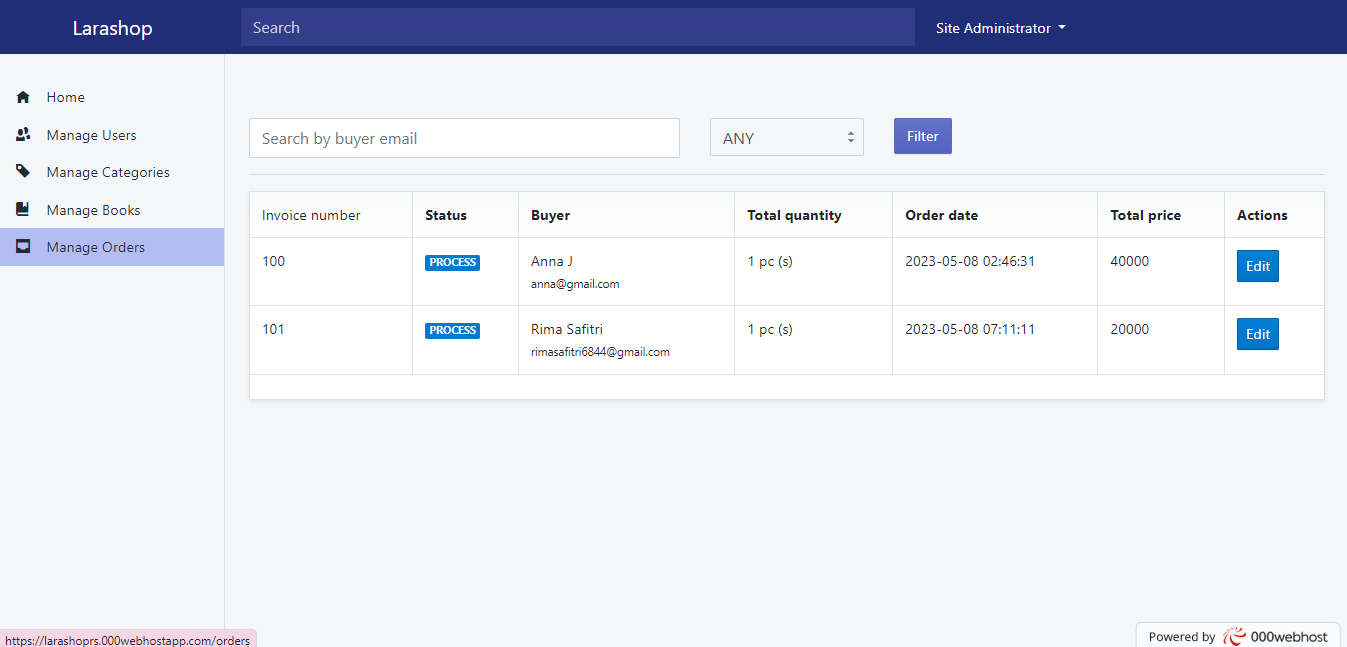 Larashop
Search
Site Administrator
Home
Manage Users
Manage Categories
Manage Books
Manage Orders
Search by buyer email
ANY
Filter
Invoice number Status Buyer Total quantity Order date Total price Actions
100 PROCESS Anna J 1 pc (s) 2023-05-08 02:46:31 40000 Edit
anna@gmail.com
101 PROCESS Rima Safitri 1 pc (s) 2023-05-08 07:11:11 20000 Edit
rimasafitri6844@gmail.com
https://larashoprs.000webhostapp.com/orders
Powered by 000webhost